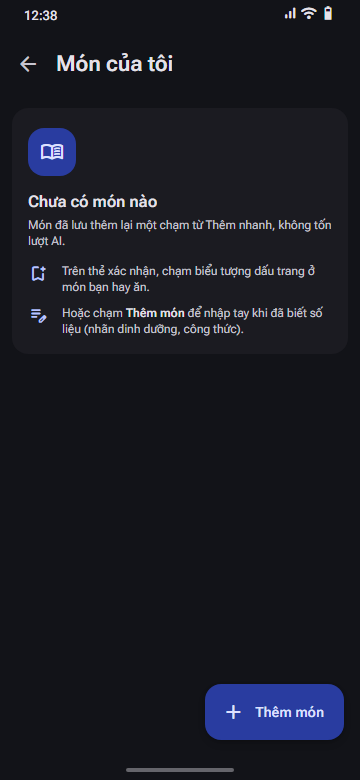 12:38
Món của tôi
Chưa có món nào
Món đã lưu thêm lại một chạm từ Thêm nhanh, không tốn
lượt AI.
Trên thẻ xác nhận, chạm biểu tượng dấu trang ở
món bạn hay ăn.
Hoặc chạm Thêm món để nhập tay khi đã biết số
liệu (nhãn dinh dưỡng, công thức).
Thêm món